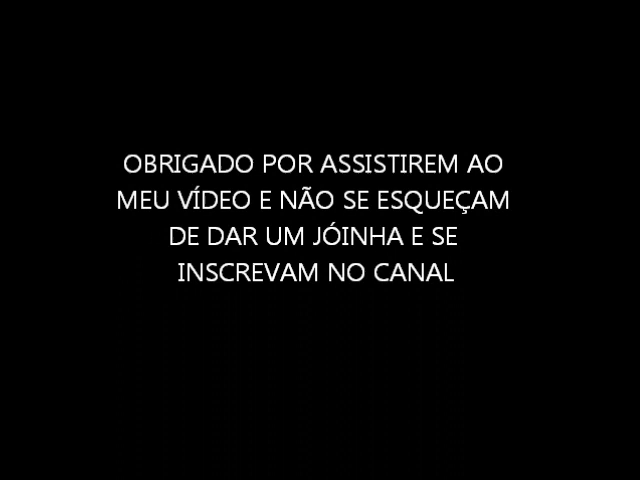 OBRIGADO POR ASSISTIREM AO
MEU VÍDEO E NÃO SE ESQUEÇAM
DE DAR UM JÓINHA E SE
INSCREVAM NO CANAL